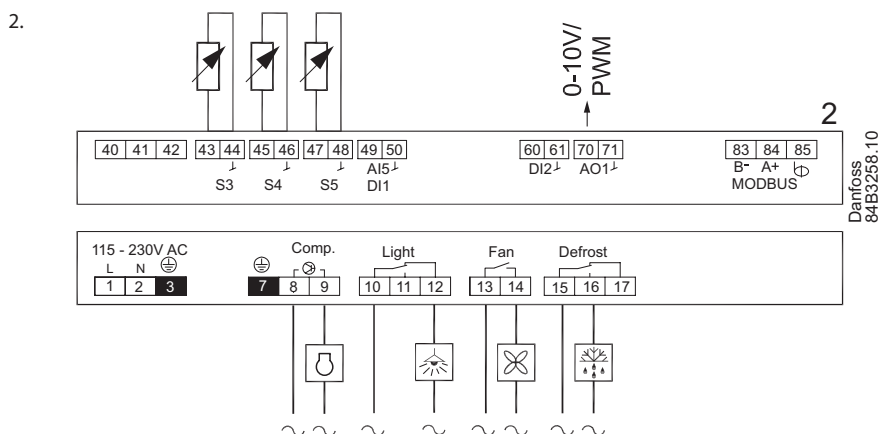 2.
0-10V/
PWM
2
40 41 42 43 44 45 46 47 48 49 50 60 61 70 71 83 84 85
S3 S4 S5 AI5 DI2 AO1 B- A+
DI1 MODBUS
Danfoss
84B3258.10
115 - 230V AC Comp. Light Fan Defrost
L N
1 2 3 7 8 9 10 11 12 13 14 15 16 17